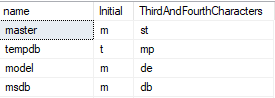 name Initial ThirdAndFourthCharacters
master m st
tempdb t mp
model m de
msdb m db